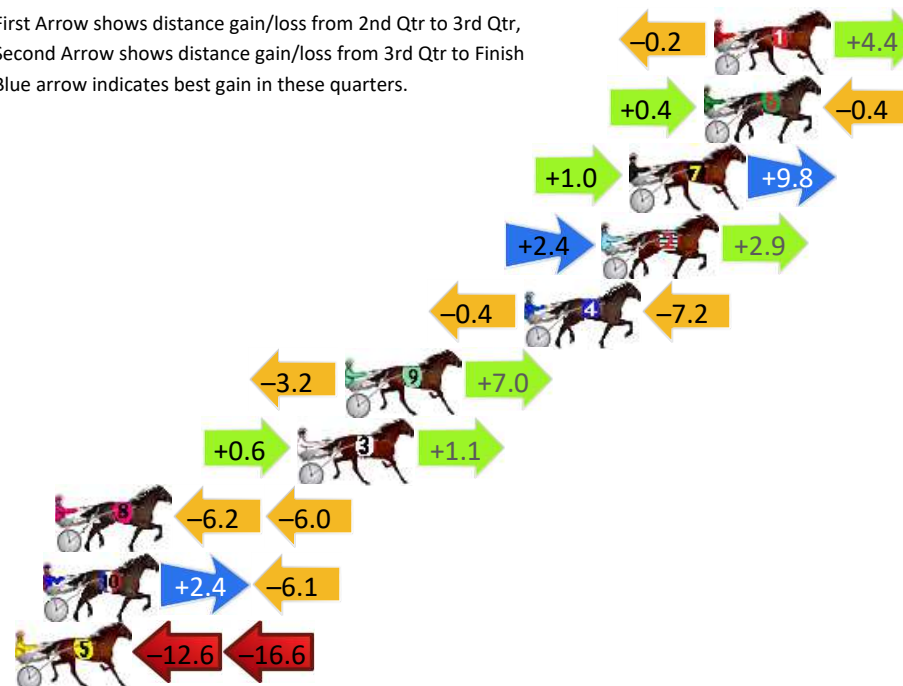 First Arrow shows distance gain/loss from 2nd Qtr to 3rd Qtr,
Second Arrow shows distance gain/loss from 3rd Qtr to Finish
Blue arrow indicates best gain in these quarters.
–0.2 1 +4.4
+0.4 6 –0.4
+1.0 7 +9.8
+2.4 2 +2.9
–0.4 4 –7.2
–3.2 9 +7.0
+0.6 3 +1.1
8 –6.2 –6.0
10 +2.4 –6.1
5 –12.6 –16.6